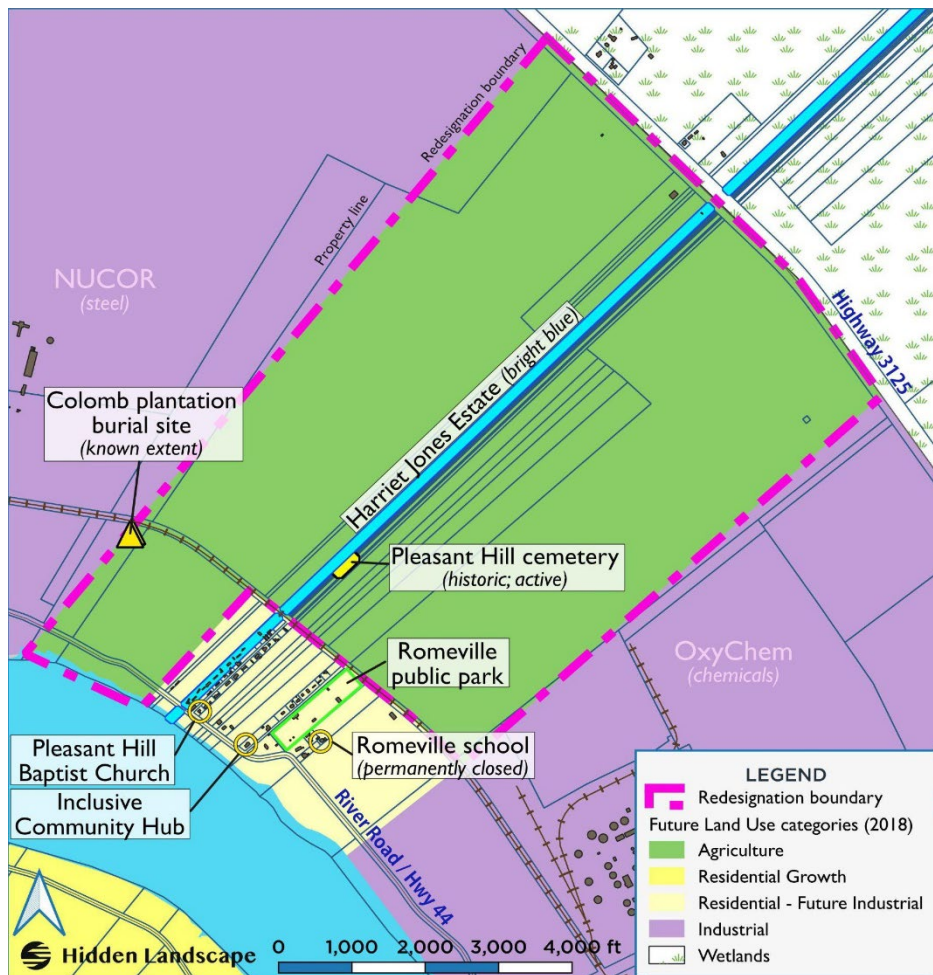 Redesignation boundary
Property line
NUCOR
(steel)
Highway 3125
Colomb plantation
burial site
(known extent)
Harriet Jones Estate (bright blue)
Pleasant Hill cemetery
(historic; active)
OxyChem
(chemicals)
Romeville
public park
Pleasant Hill
Baptist Church
Romeville school
(permanently closed)
Inclusive
Community Hub
River Road / Hwy 44
LEGEND
Redesignation boundary
Future Land Use categories (2018)
Agriculture
Residential Growth
Residential - Future Industrial
Industrial
Wetlands
Hidden Landscape
0 1,000 2,000 3,000 4,000 ft